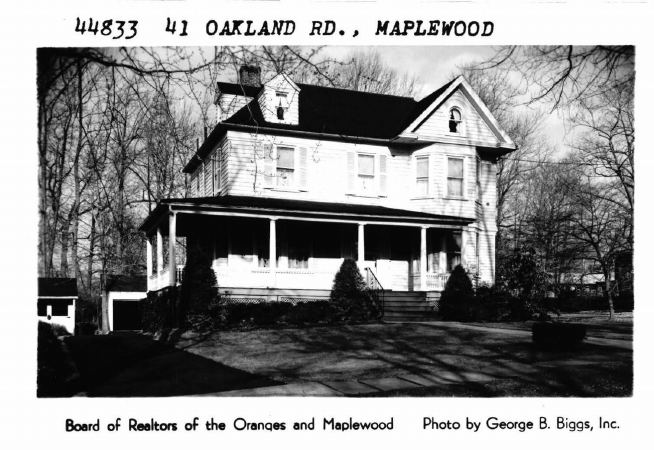 44833 41 OAKLAND RD., MAPLEWOOD
Board of Realtors of the Oranges and Maplewood Photo by George B. Biggs, Inc.